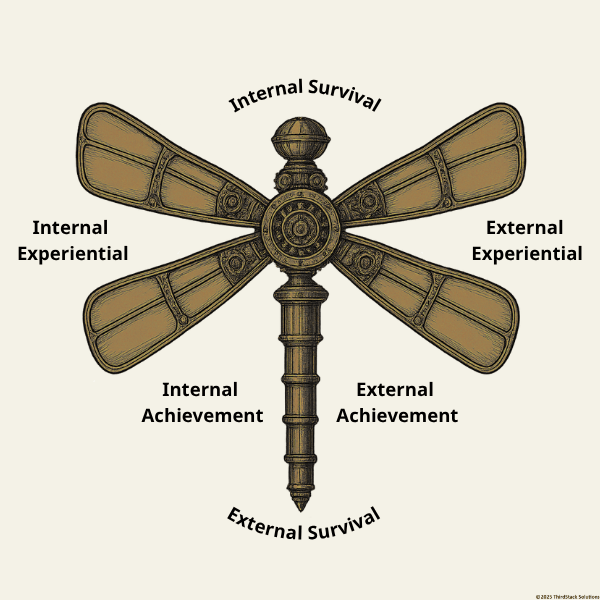 Internal Survival
Internal
Experiential
External
Experiential
Internal
Achievement
External
Achievement
External Survival
©2025 ThirdStack Solutions